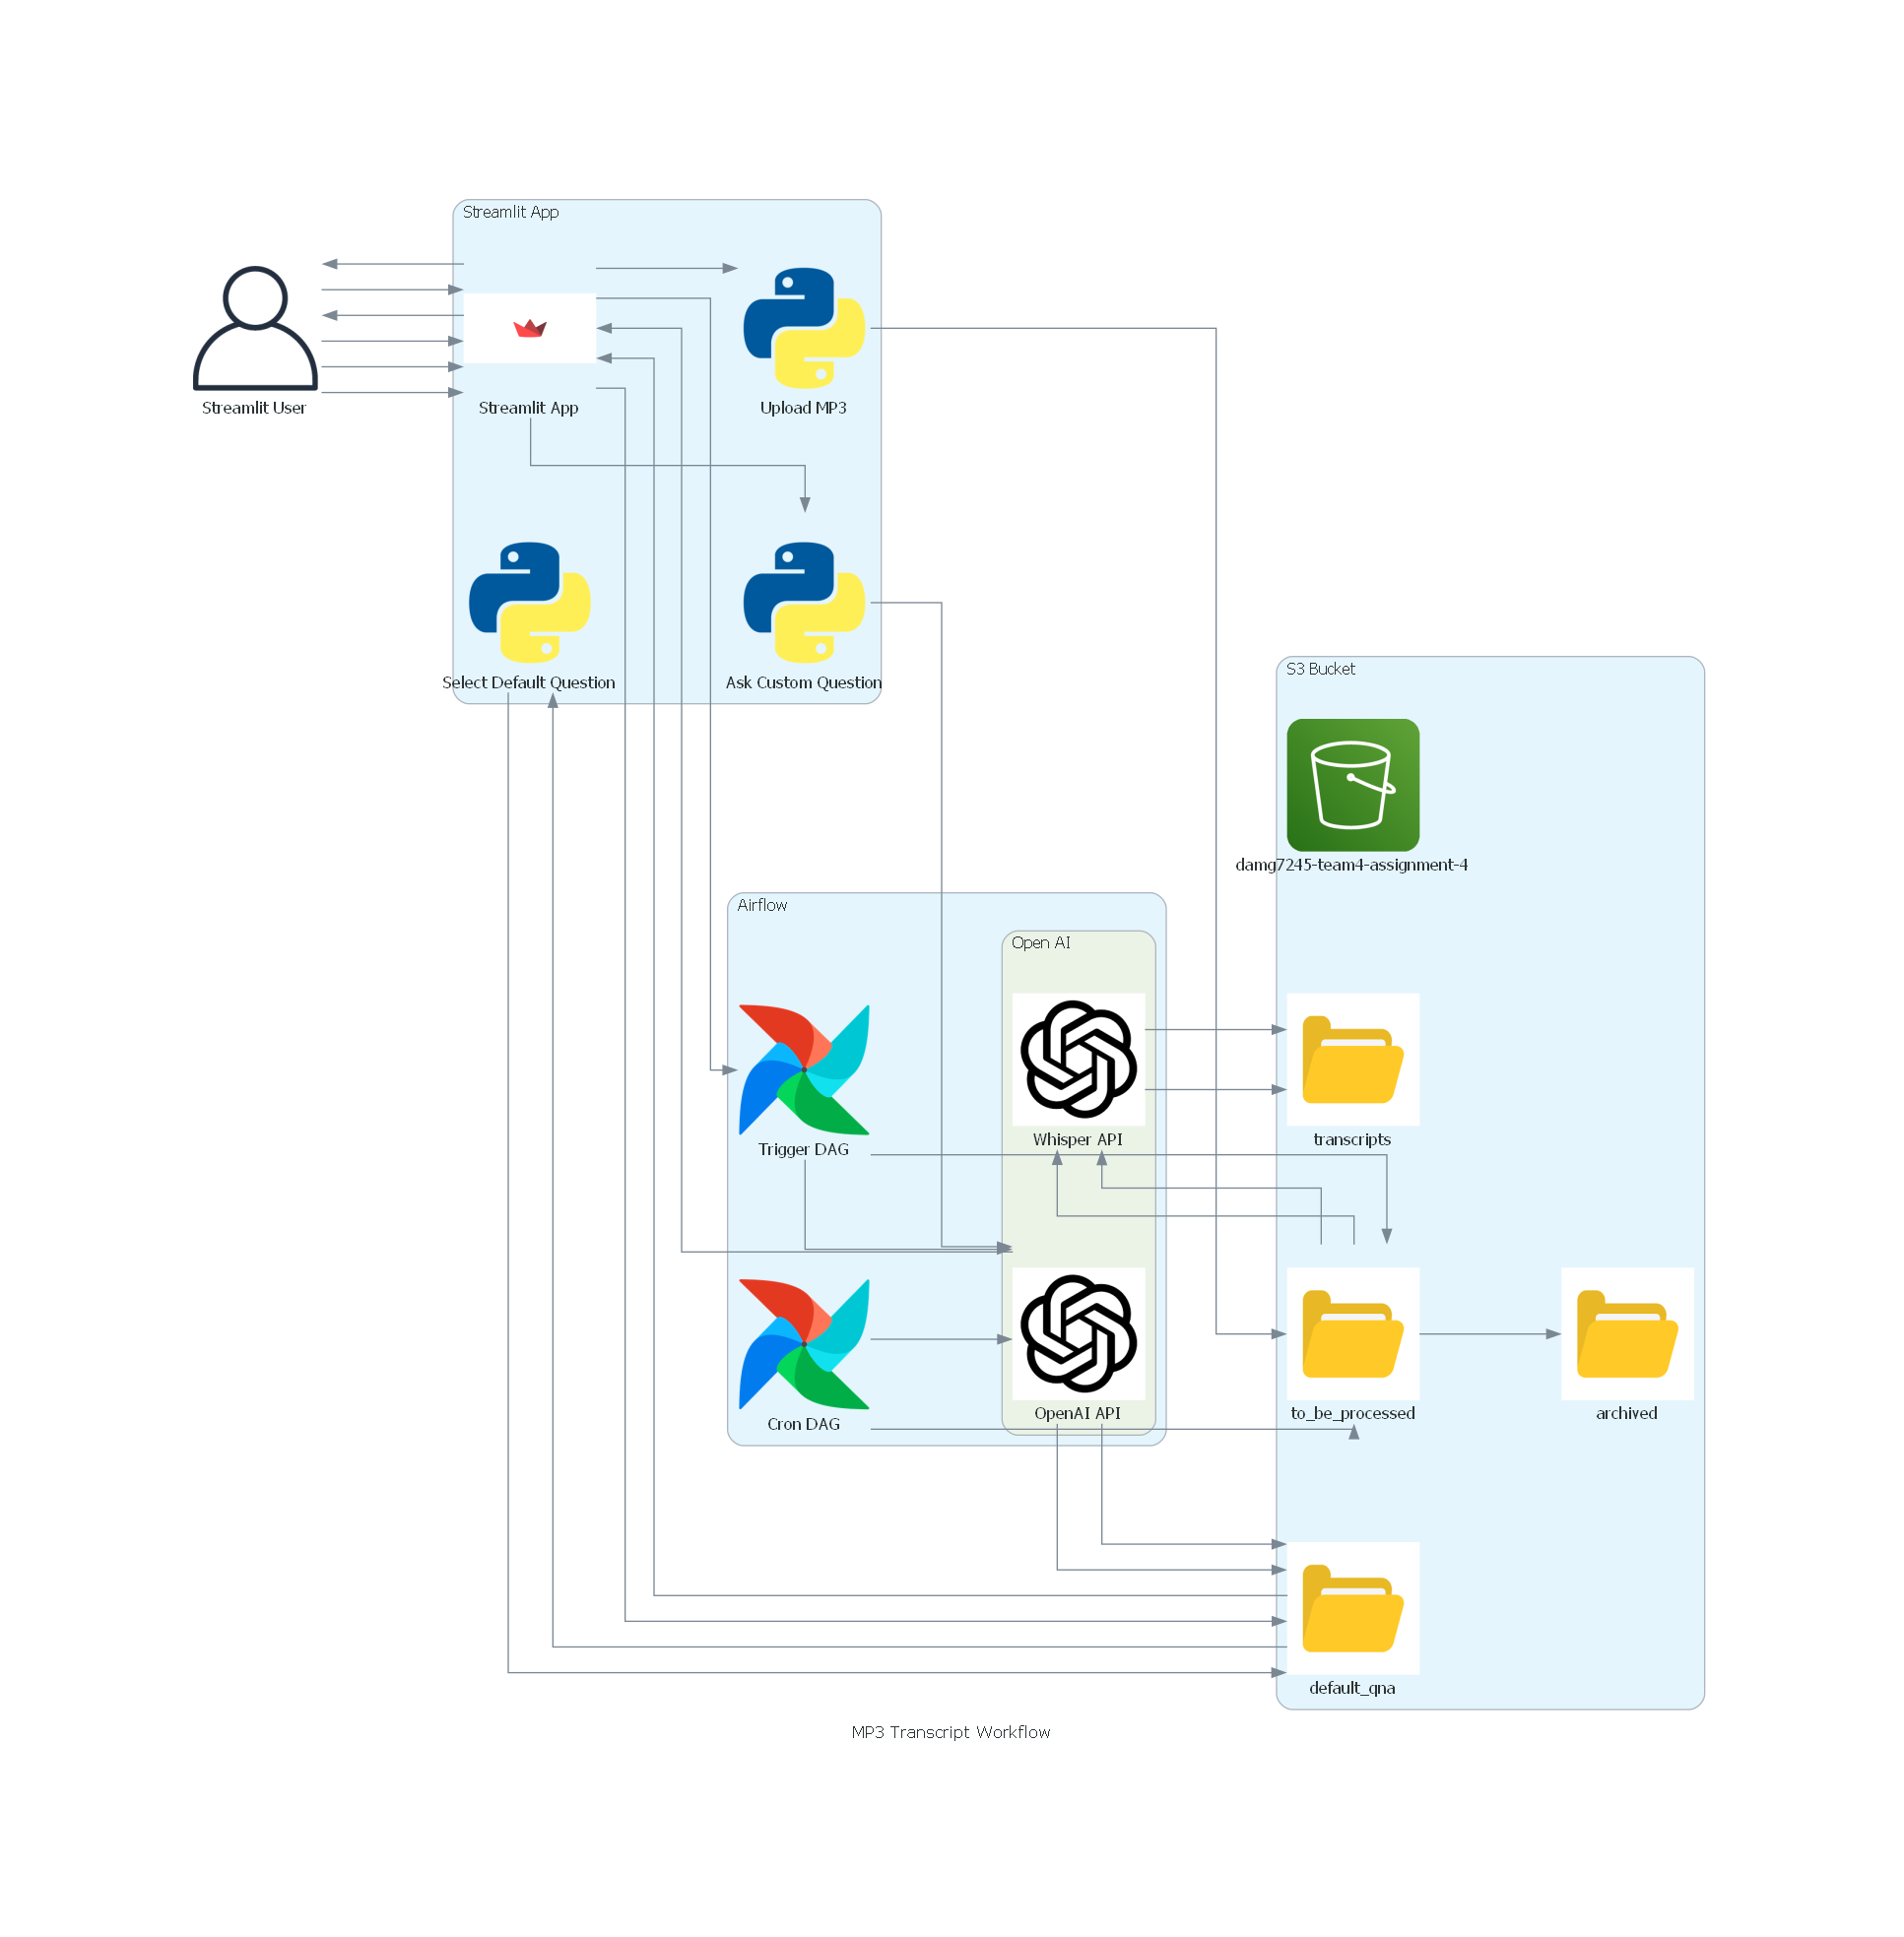 Streamlit App
Streamlit User
Streamlit App
Upload MP3
Select Default Question
Ask Custom Question
S3 Bucket
damg7245-team4-assignment-4
Airflow
Open AI
Whisper API
transcripts
Trigger DAG
OpenAI API
to_be_processed
archived
Cron DAG
default_qna
MP3 Transcript Workflow